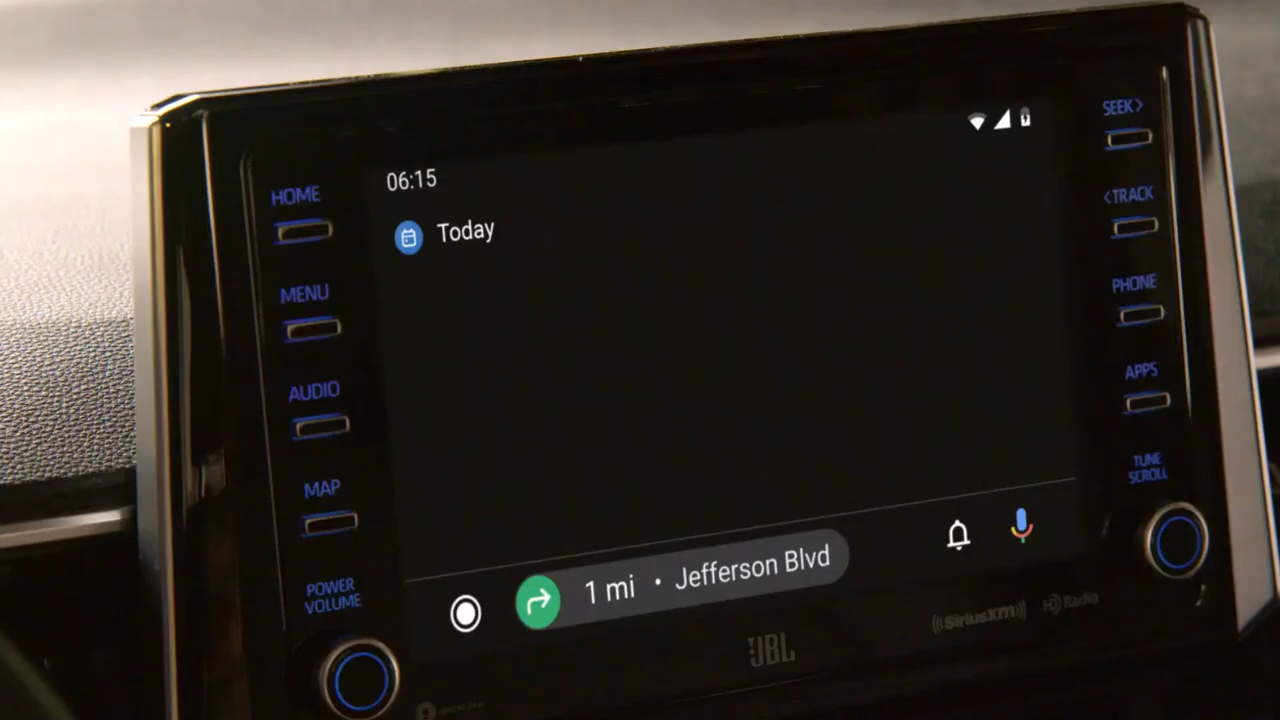 HOME
MENU
AUDIO
MAP
POWER
VOLUME
06:15
Today
1 mi • Jefferson Blvd
JBL
((SiriusXM))
HD Radio
SEEK>
<TRACK
PHONE
APPS
TUNE
SCROLL